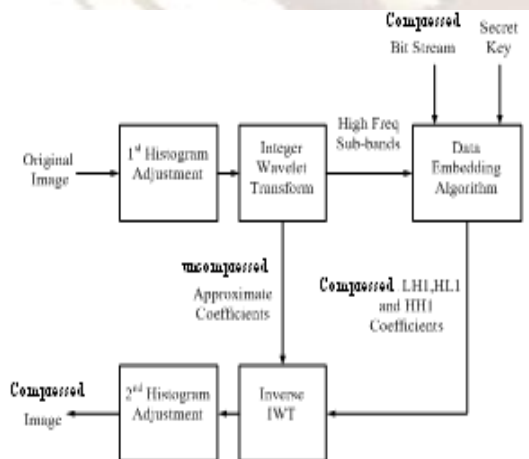 Compressed
Bit Stream
Secret
Key
High Freq
Sub-bands
Original
Image
1st Histogram
Adjustment
Integer
Wavelet
Transform
Data
Embedding
Algorithm
uncompressed
Approximate
Coefficients
Compressed LH1,HL1
and HH1
Coefficients
Compressed
Image
2nd Histogram
Adjustment
Inverse
IWT